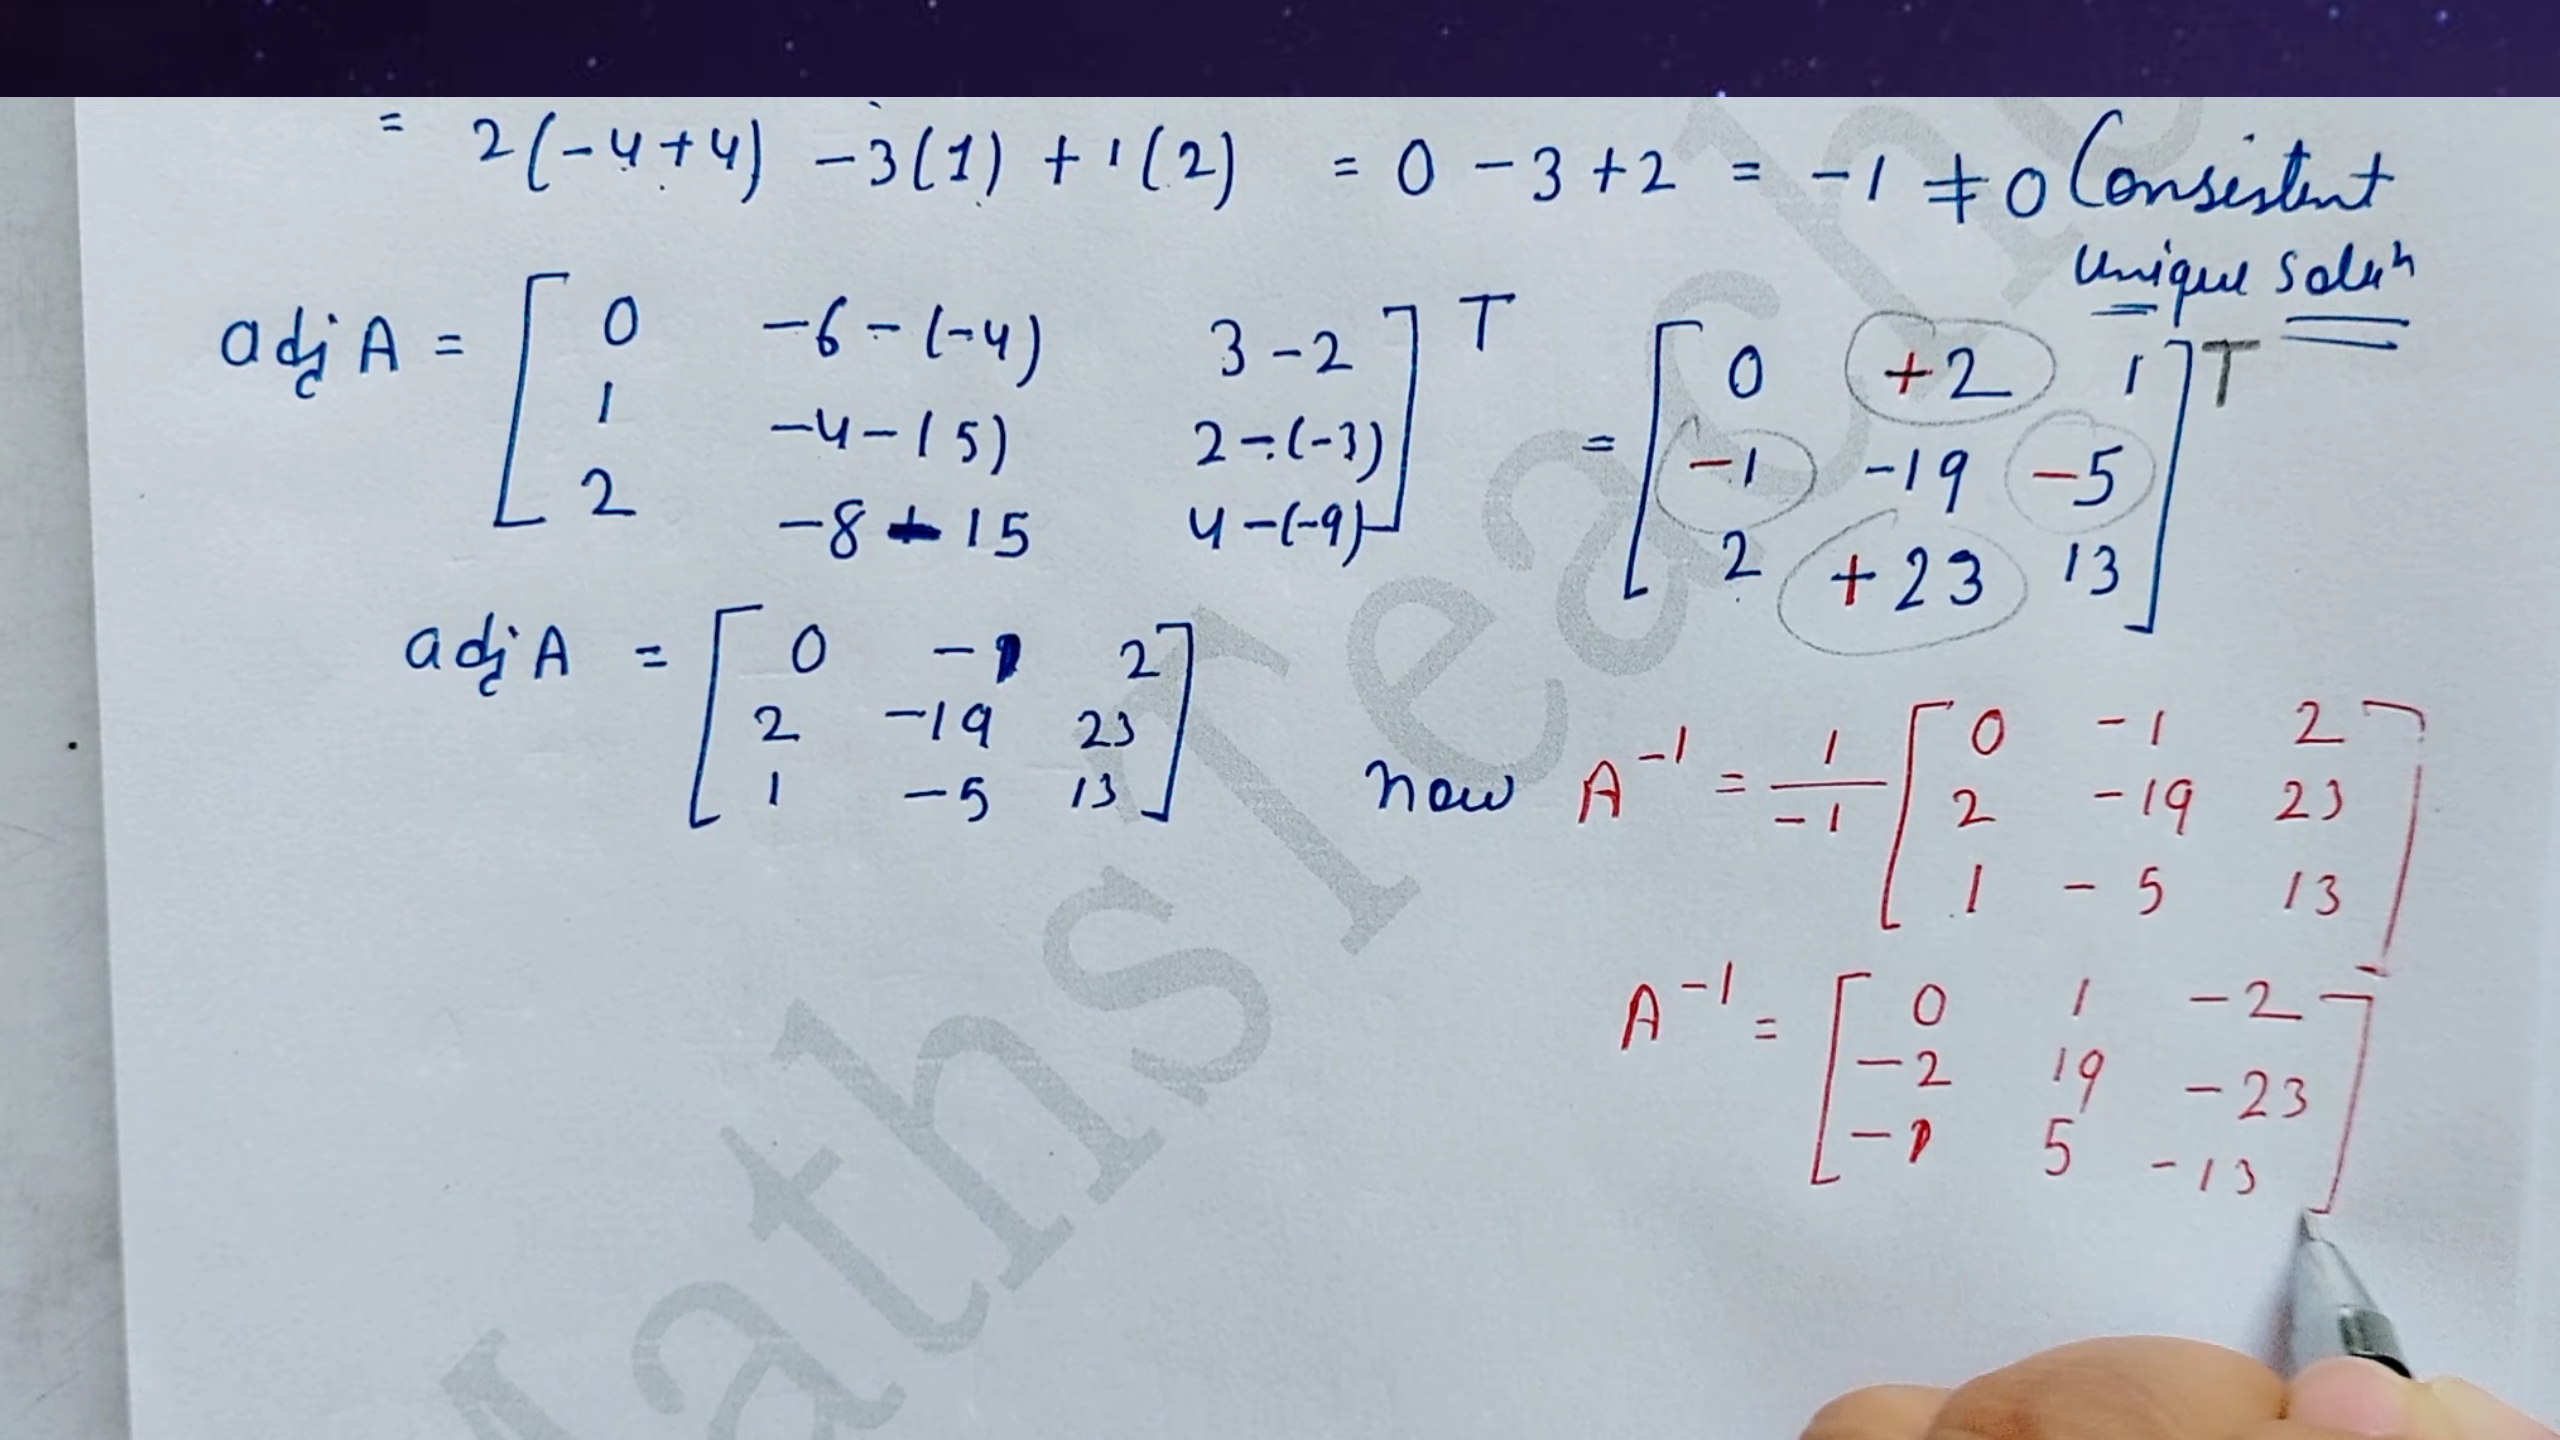 = 2(-4+4) -3(1) +1(2) = 0 -3+2 = -1 ≠ 0 Consistent
Unique Soluⁿ
adj A = [ 0 -6-(-4) 3-2 ] T = [ 0 +2 1 ] T
1 -4-(5) 2-(-3) -1 -19 -5
2 -8+15 4-(-9) 2 +23 13
adj A = [ 0 -1 2 ]
2 -19 23
1 -5 13
now A⁻¹ = 1/-1 [ 0 -1 2 ]
2 -19 23
1 -5 13
A⁻¹ = [ 0 1 -2 ]
-2 19 -23
-1 5 -13
Maths Teach